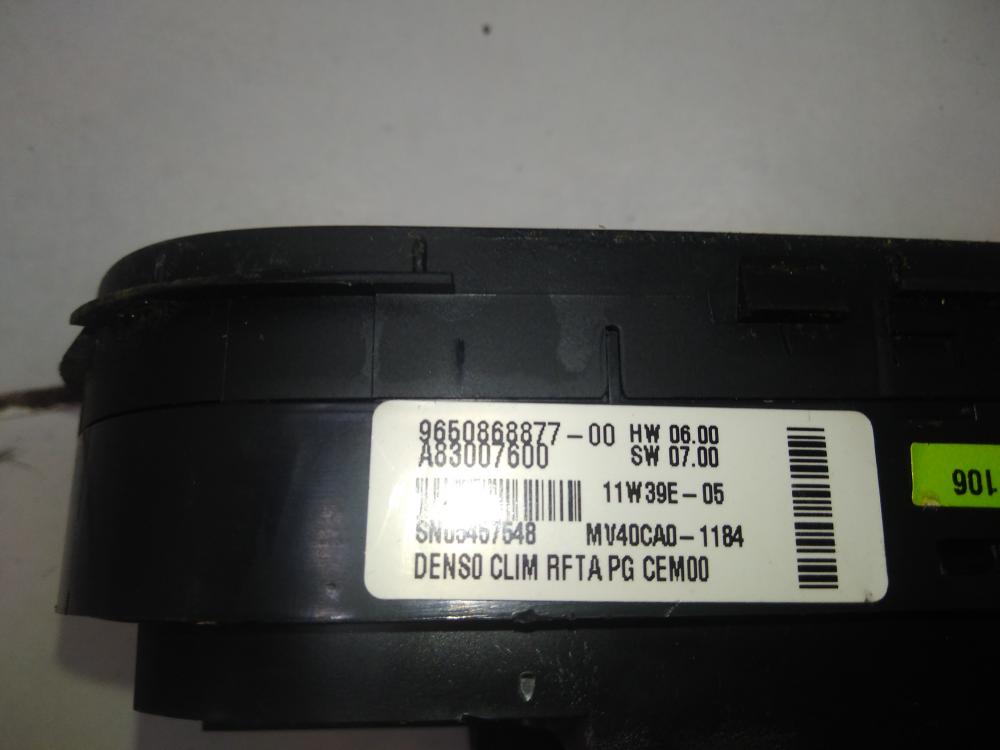 9650868877-00 HW 06.00
A83007600 SW 07.00
11W39E-05
MV40CA0-1184
DENSO CLIM RFTA PG CEM00
106